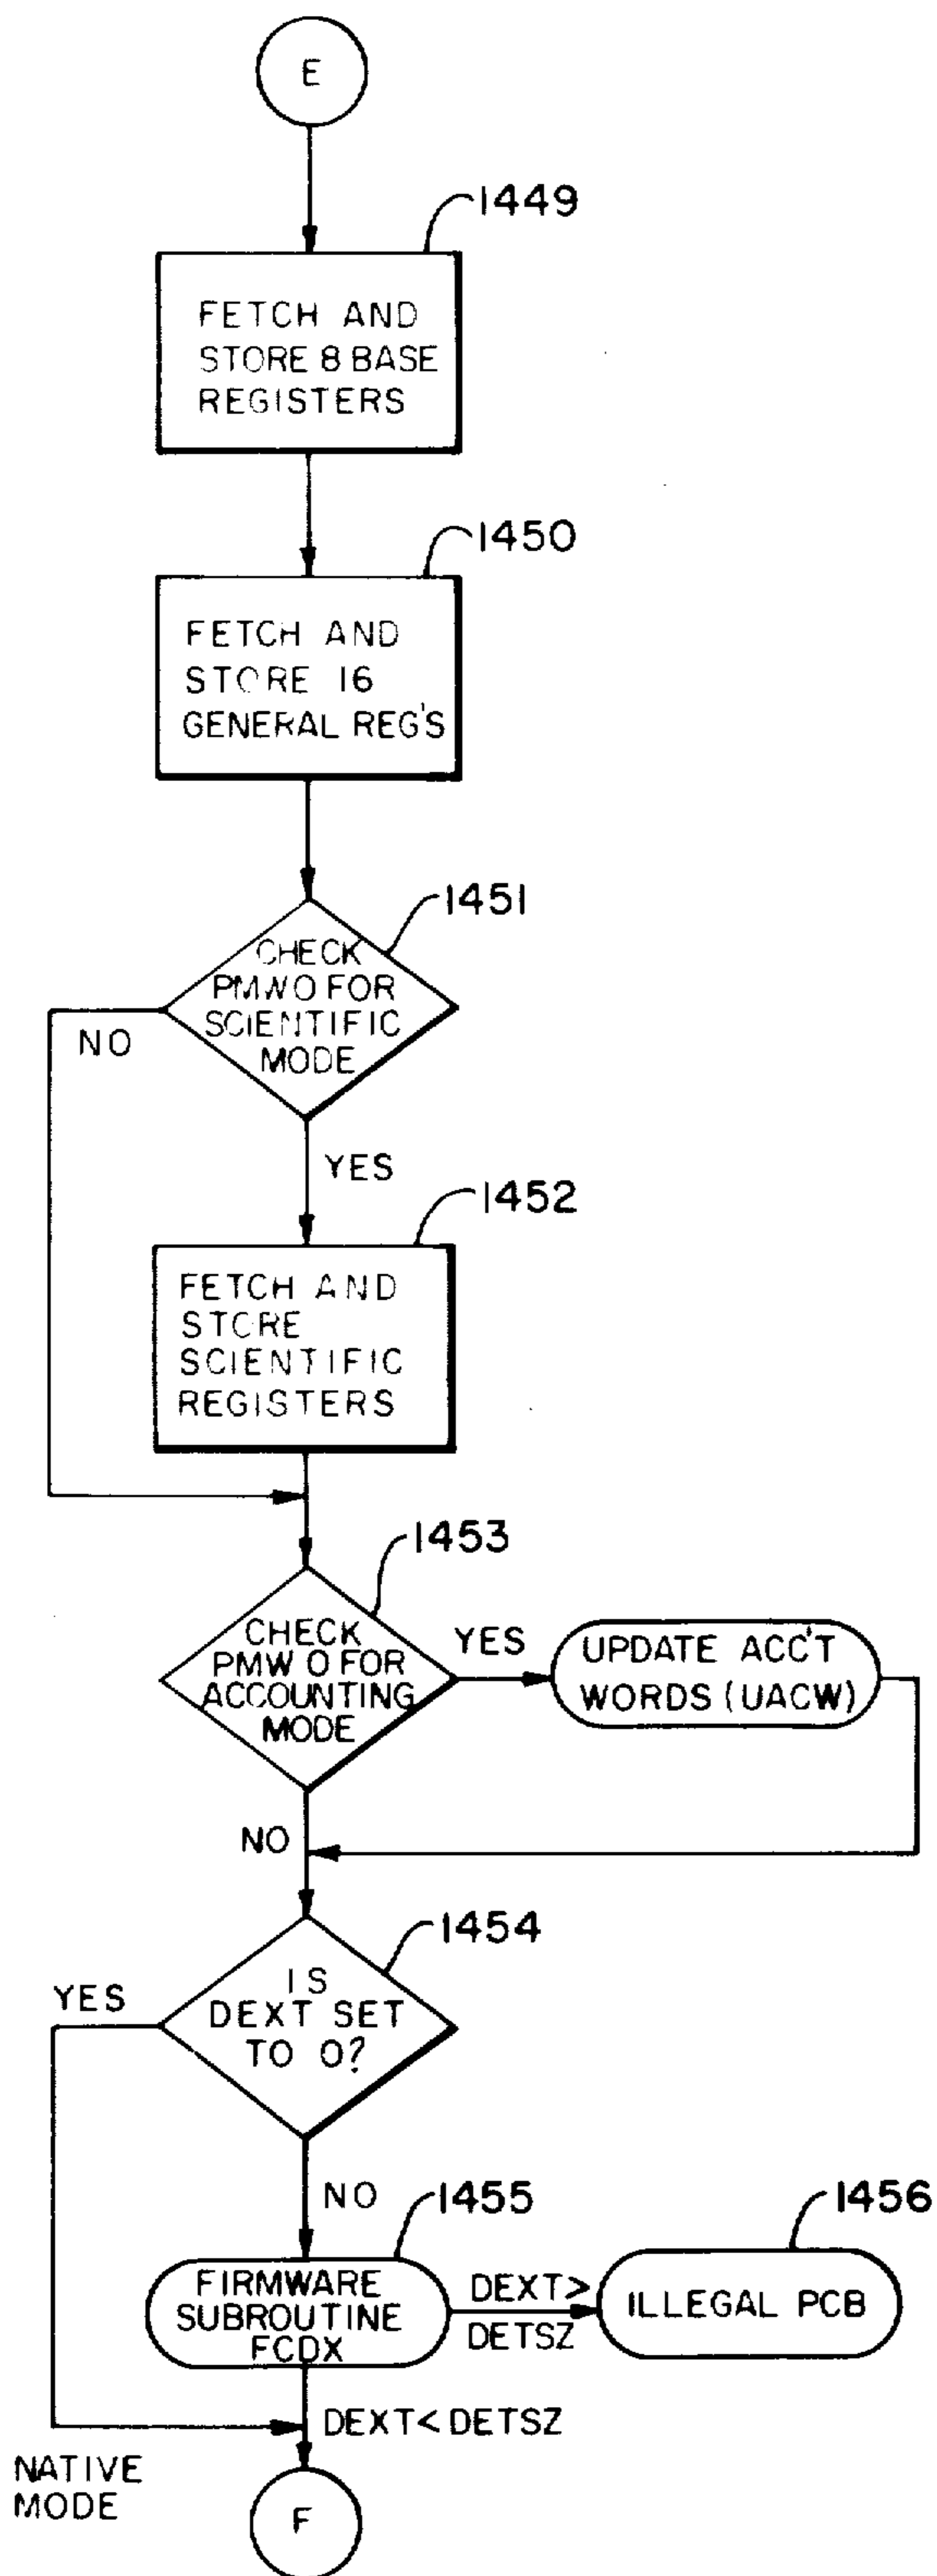 E
1449
FETCH AND
STORE 8 BASE
REGISTERS
1450
FETCH AND
STORE 16
GENERAL REG'S
1451
CHECK
PMW0 FOR
SCIENTIFIC
MODE
NO
YES
1452
FETCH AND
STORE
SCIENTIFIC
REGISTERS
1453
CHECK
PMW 0 FOR
ACCOUNTING
MODE
YES
UPDATE ACC'T
WORDS (UACW)
NO
1454
IS
DEXT SET
TO 0?
YES
NO
1455
FIRMWARE
SUBROUTINE
FCDX
DEXT>
DETSZ
1456
ILLEGAL PCB
DEXT<DETSZ
NATIVE
MODE
F